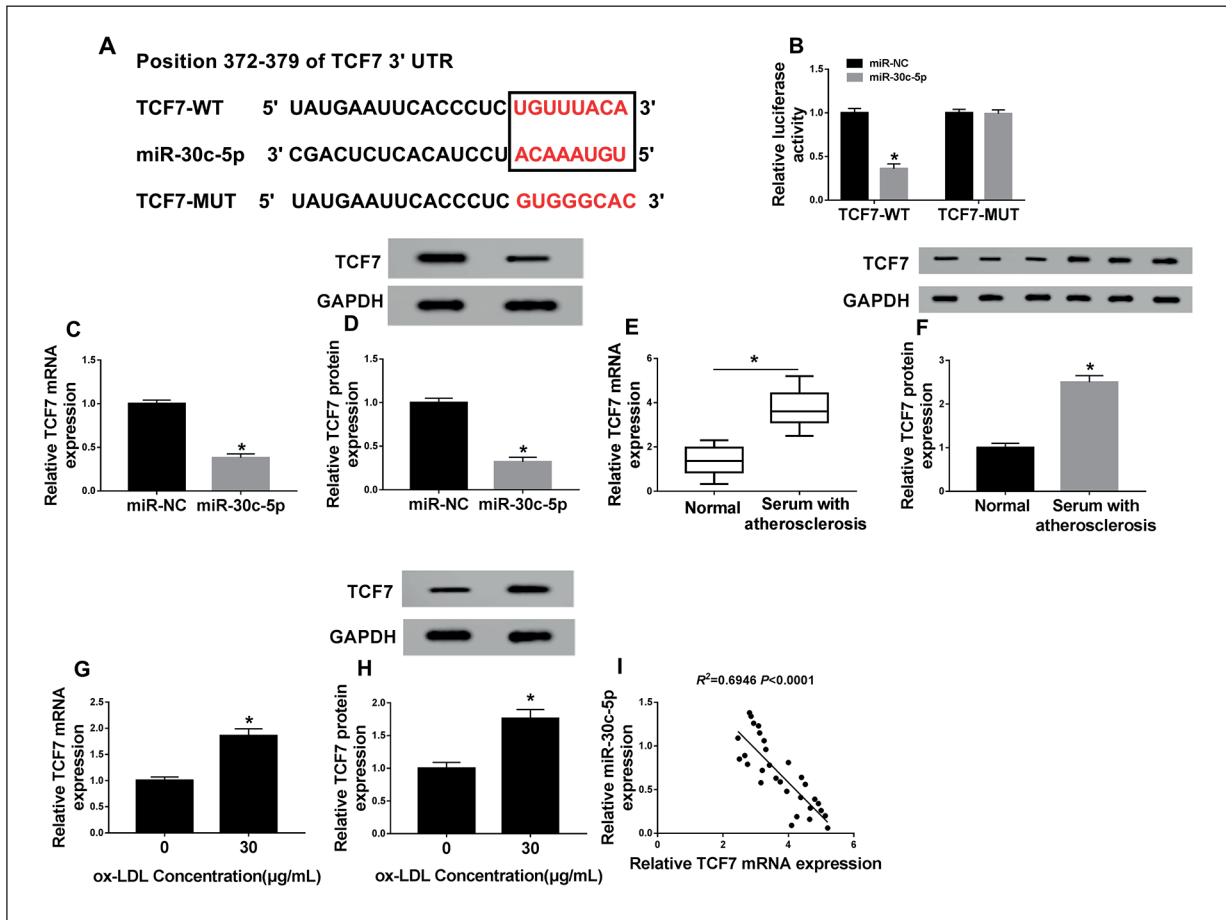 A
Position 372-379 of TCF7 3' UTR
TCF7-WT 5' UAUGAAUUCACCCUC UGUUUACA 3'
miR-30c-5p 3' CGACUCUCACAUCCU ACAAAUGU 5'
TCF7-MUT 5' UAUGAAUUCACCCUC GUGGGCAC 3'
B
miR-NC
miR-30c-5p
Relative luciferase
activity
1.5
1.0
0.5
0.0
*
TCF7-WT TCF7-MUT
C
Relative TCF7 mRNA
expression
1.5
1.0
0.5
0.0
*
miR-NC miR-30c-5p
TCF7
GAPDH
D
Relative TCF7 protein
expression
1.5
1.0
0.5
0.0
*
miR-NC miR-30c-5p
E
Relative TCF7 mRNA
expression
6
4
2
0
*
Normal Serum with
atherosclerosis
TCF7
GAPDH
F
Relative TCF7 protein
expression
3
2
1
0
*
Normal Serum with
atherosclerosis
G
Relative TCF7 mRNA
expression
2.5
2.0
1.5
1.0
0.5
0.0
*
0 30
ox-LDL Concentration(μg/mL)
TCF7
GAPDH
H
Relative TCF7 protein
expression
2.0
1.5
1.0
0.5
0.0
*
0 30
ox-LDL Concentration(μg/mL)
I
R²=0.6946 P<0.0001
Relative miR-30c-5p
expression
1.5
1.0
0.5
0.0
0 2 4 6
Relative TCF7 mRNA expression